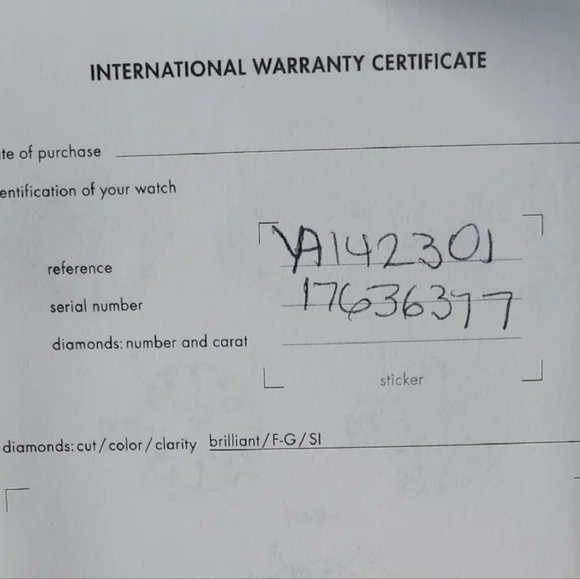 INTERNATIONAL WARRANTY CERTIFICATE
te of purchase
entification of your watch
reference YA142301
serial number 17636377
diamonds: number and carat
sticker
diamonds: cut / color / clarity brilliant / F-G / SI